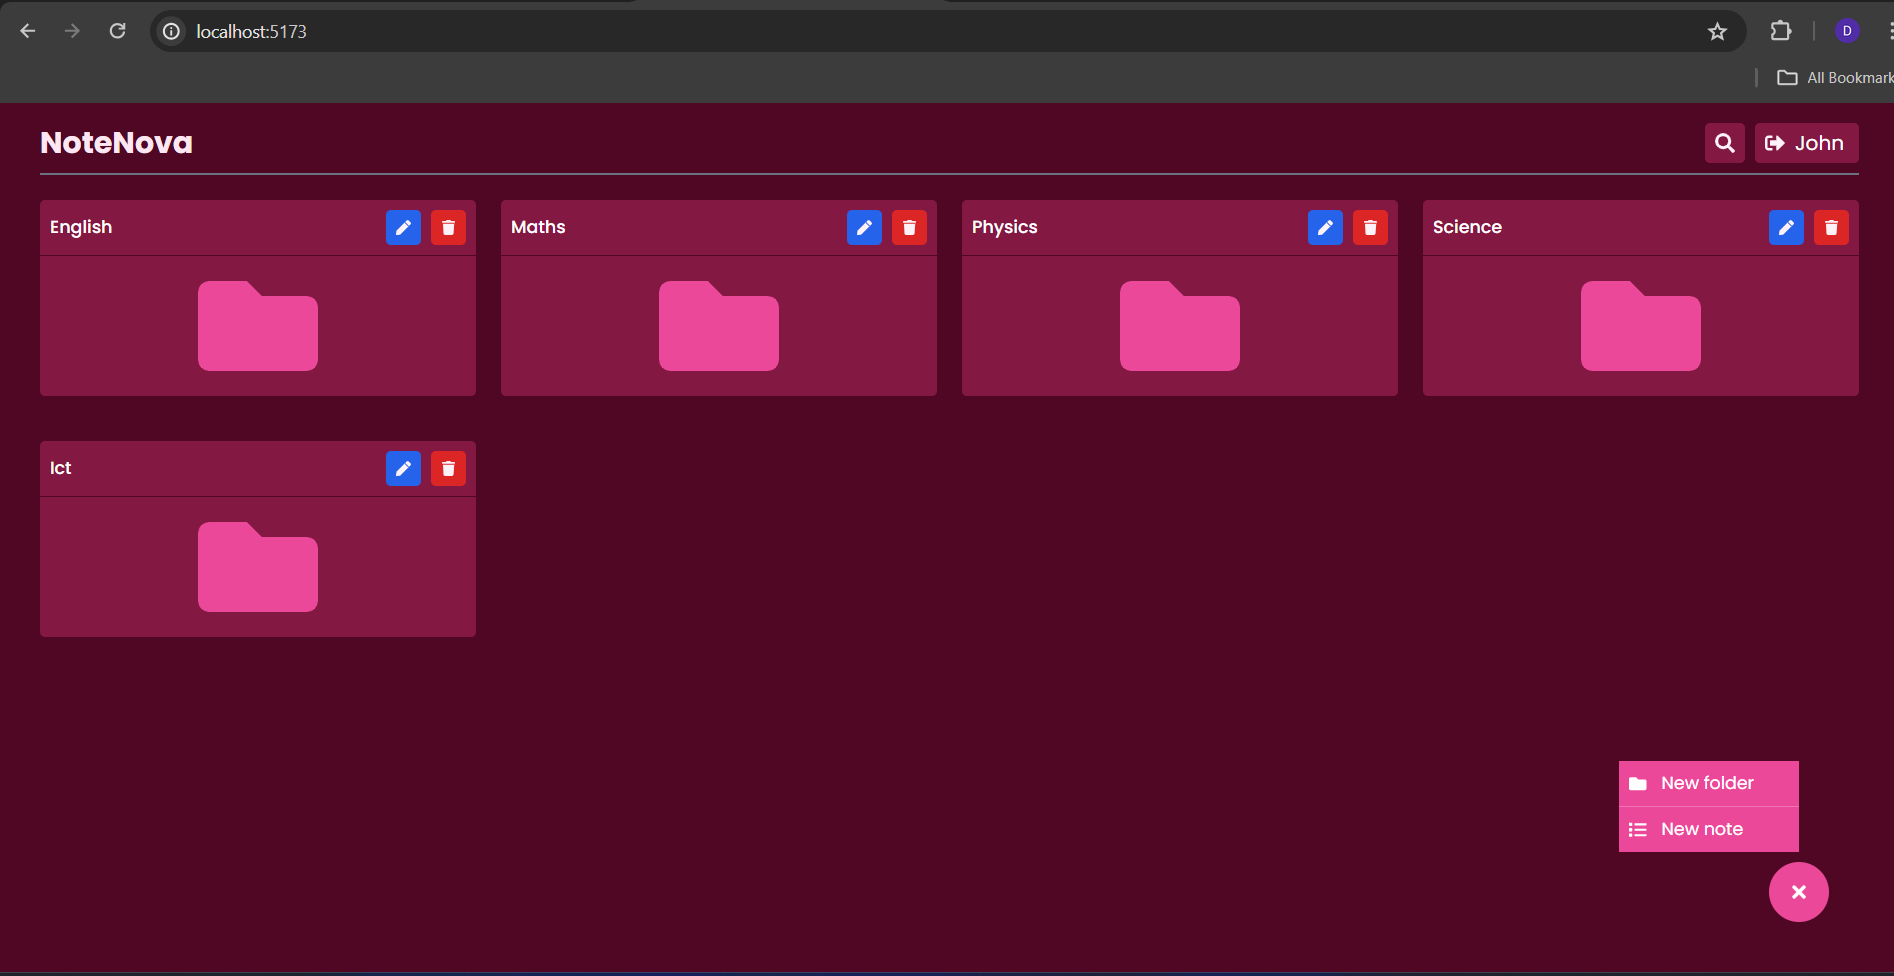 localhost:5173
D
All Bookmark
NoteNova
John
English
Maths
Physics
Science
Ict
New folder
New note